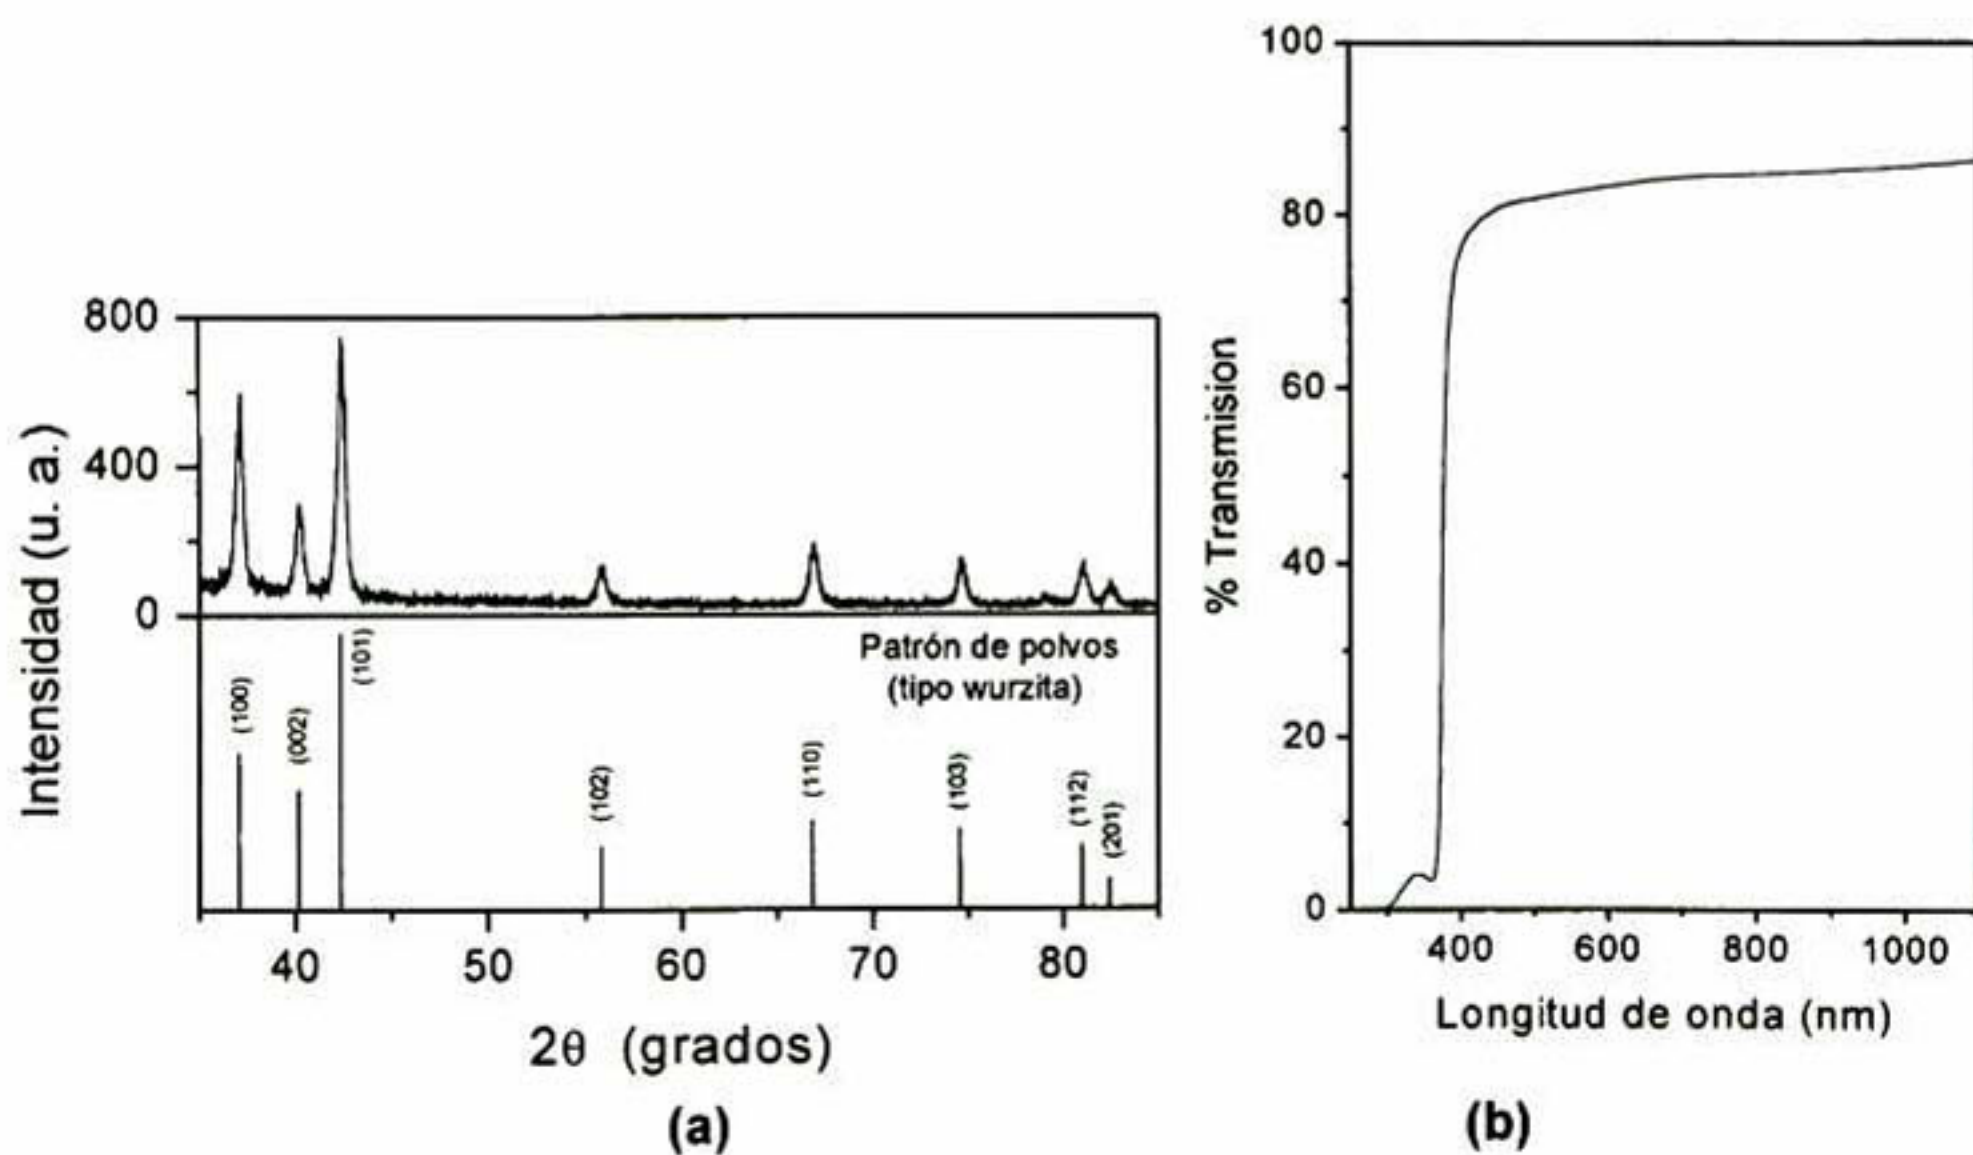 800
400
0
Intensidad (u. a.)
(100)
(002)
(101)
(102)
(110)
(103)
(112)
(201)
Patrón de polvos
(tipo wurzita)
40 50 60 70 80
2θ (grados)
(a)
100
80
60
40
20
0
% Transmision
400 600 800 1000
Longitud de onda (nm)
(b)